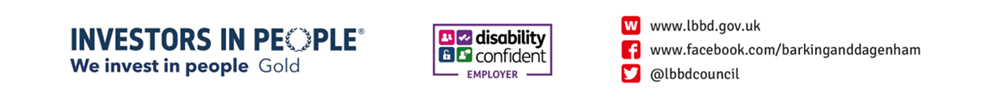 INVESTORS IN PEOPLE®
We invest in people Gold
disability
confident
EMPLOYER
w www.lbbd.gov.uk
f www.facebook.com/barkinganddagenham
@lbbdcouncil